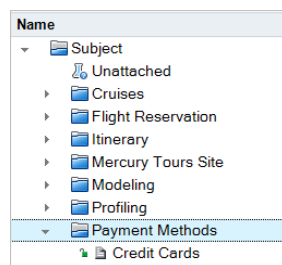 Name
Subject
Unattached
Cruises
Flight Reservation
Itinerary
Mercury Tours Site
Modeling
Profiling
Payment Methods
Credit Cards